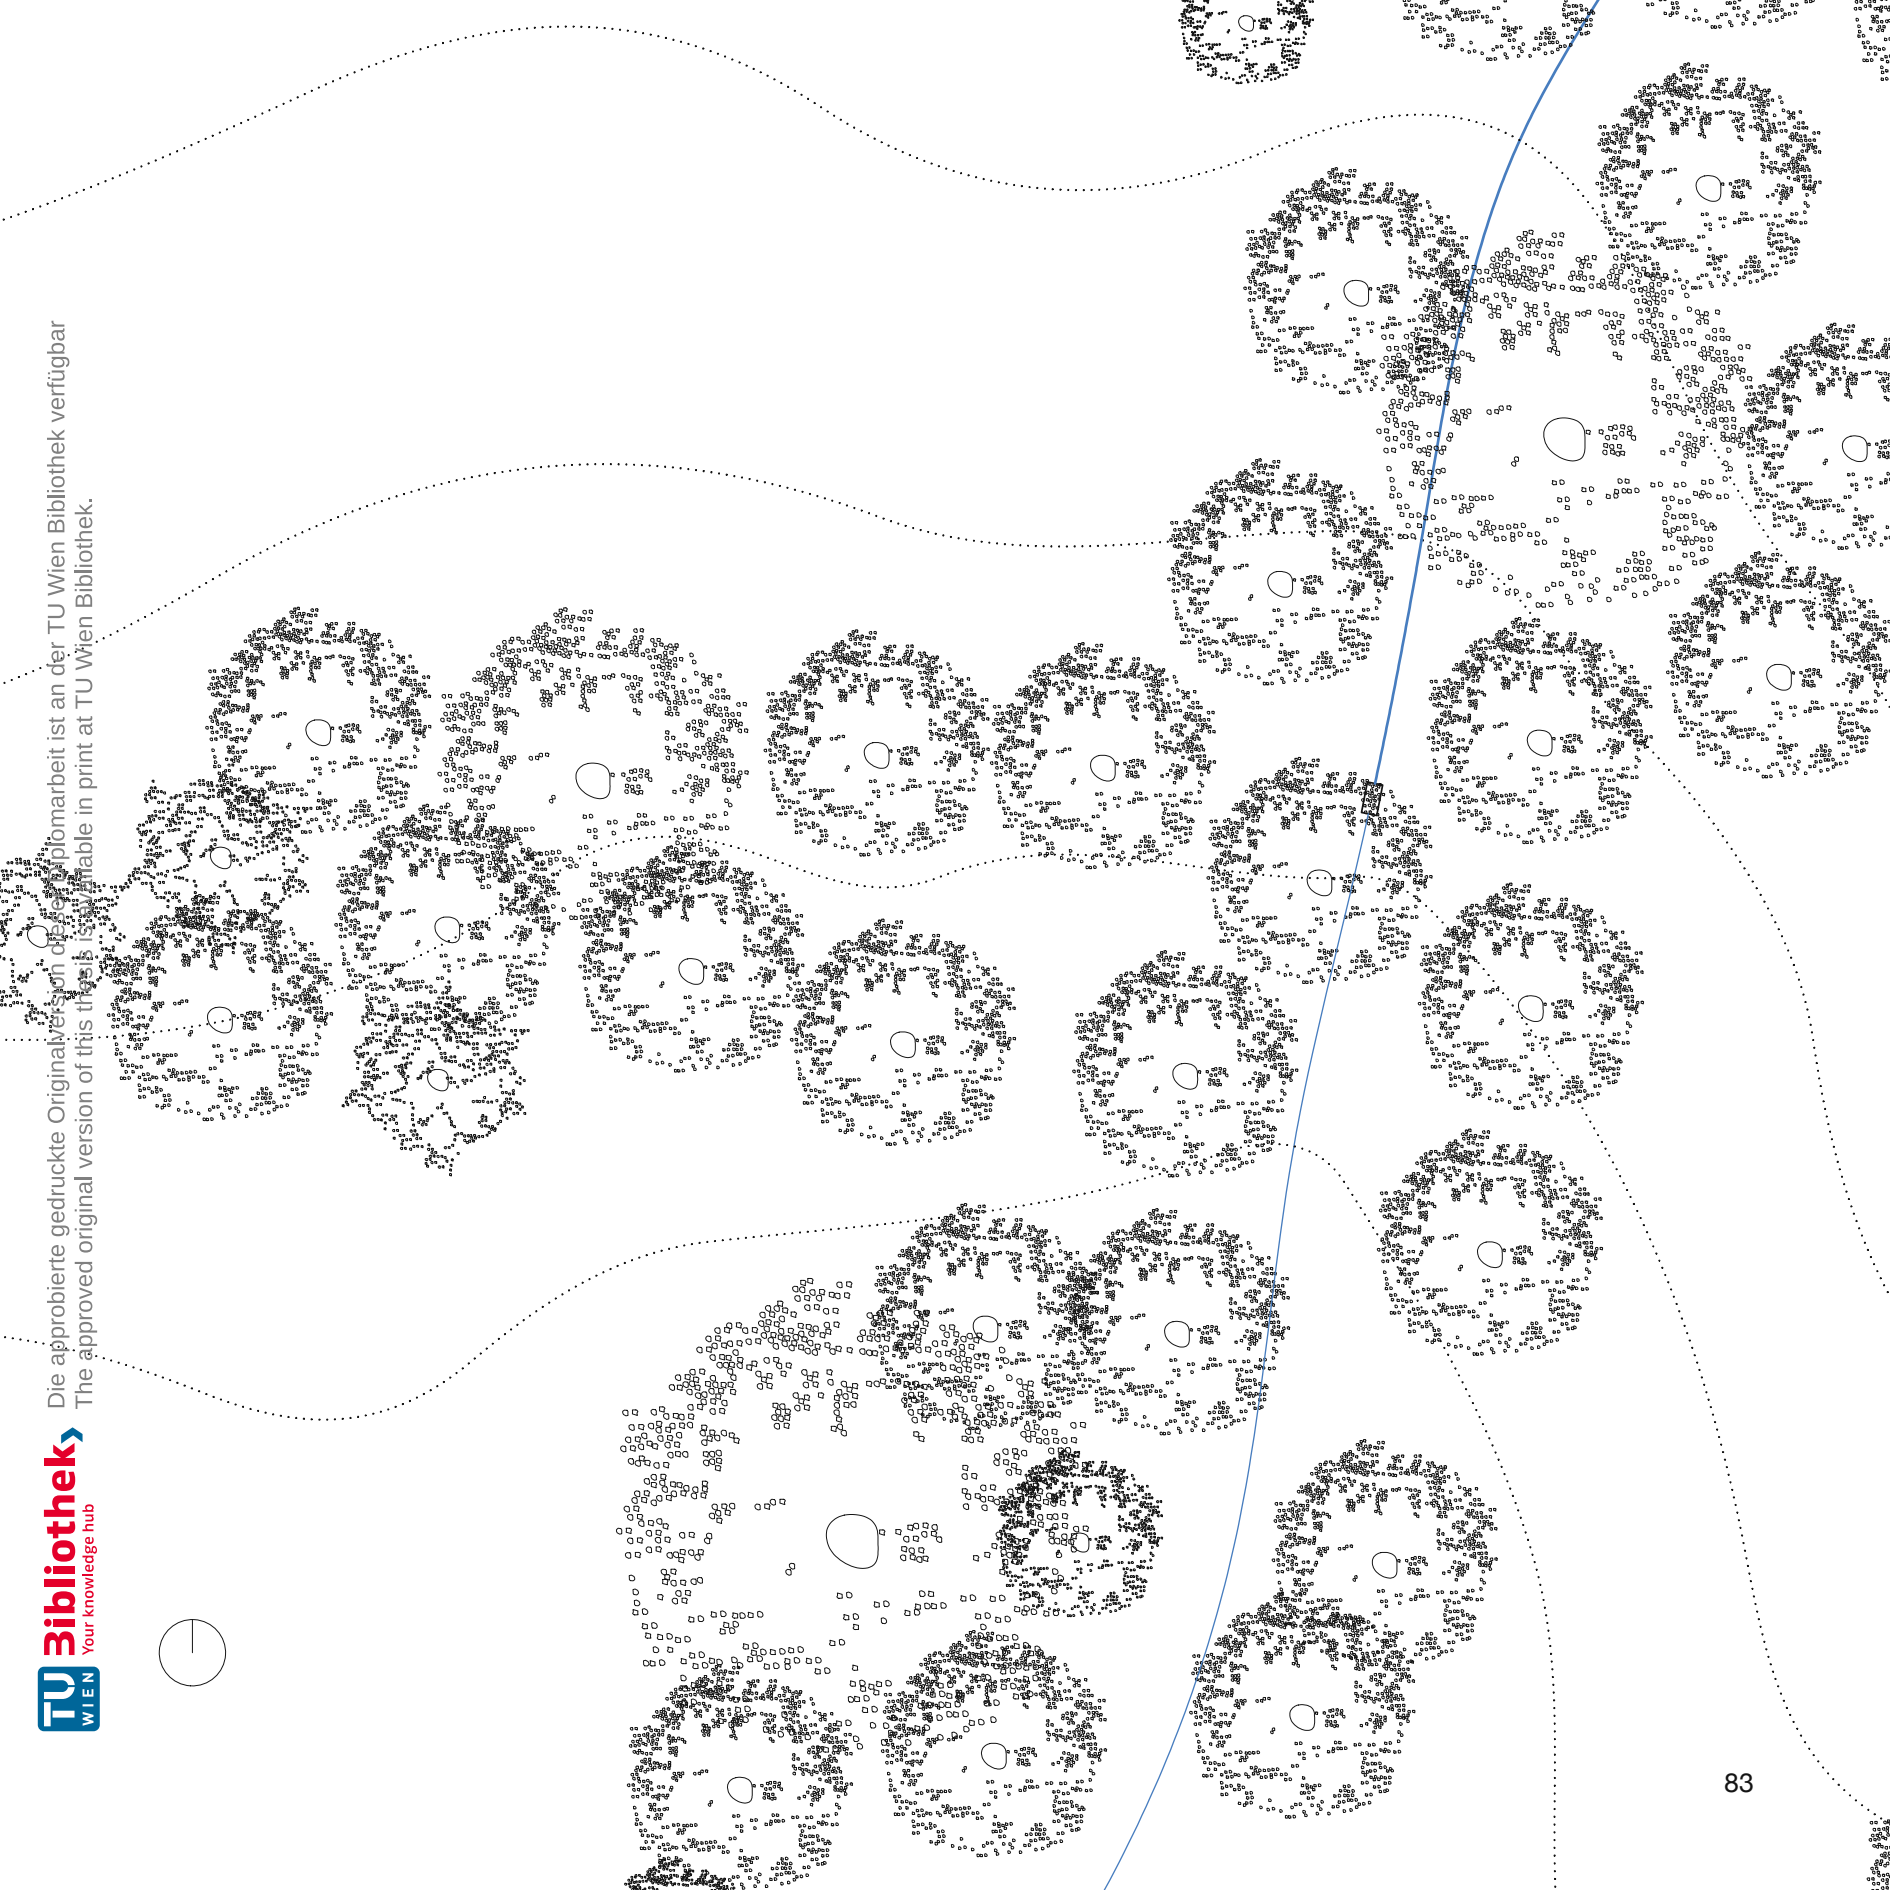 Die approbierte gedruckte Originalversion dieser Diplomarbeit ist an der TU Wien Bibliothek verfügbar
The approved original version of this thesis is available in print at TU Wien Bibliothek.
TU
WIEN
Bibliothek
Your knowledge hub
83